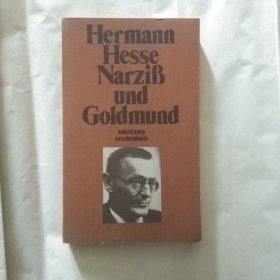 Hermann
Hesse
Narziß
und
Goldmund
suhrkamp
taschenbuch